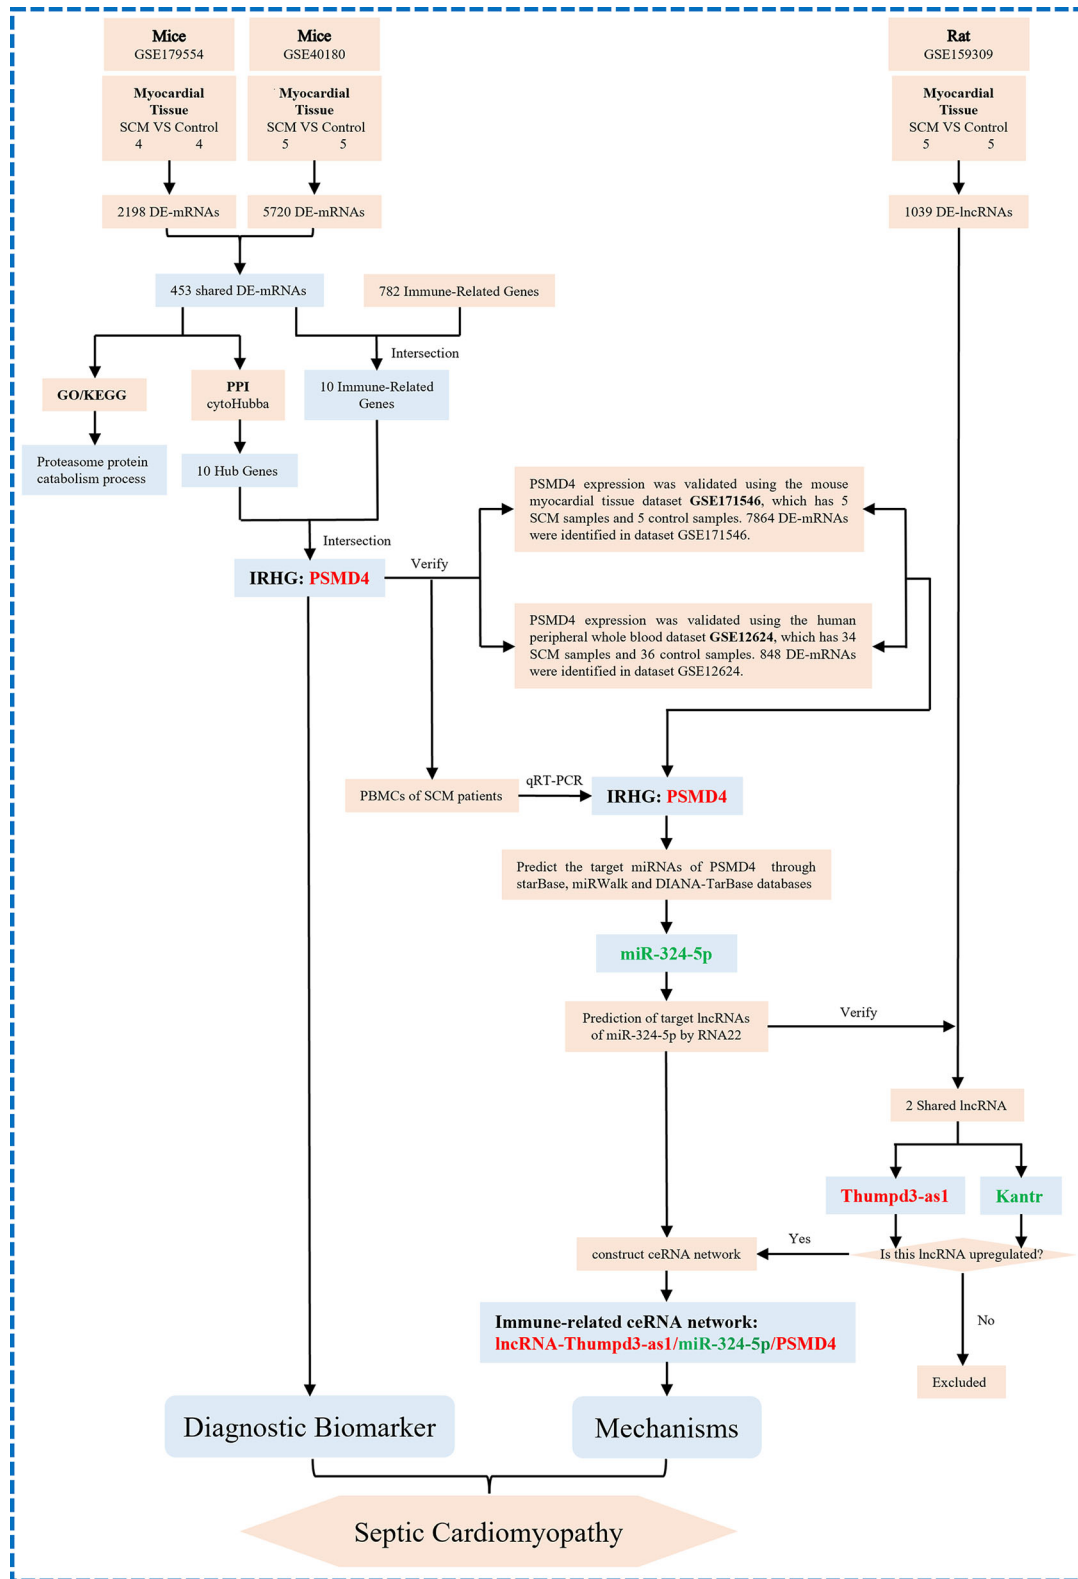 Mice
GSE179554
Mice
GSE40180
Rat
GSE159309
Myocardial
Tissue
SCM VS Control
4 4
Myocardial
Tissue
SCM VS Control
5 5
Myocardial
Tissue
SCM VS Control
5 5
2198 DE-mRNAs
5720 DE-mRNAs
1039 DE-lncRNAs
453 shared DE-mRNAs
782 Immune-Related Genes
Intersection
GO/KEGG
PPI
cytoHubba
10 Immune-Related
Genes
Proteasome protein
catabolism process
10 Hub Genes
Intersection
IRHG: PSMD4
Verify
PSMD4 expression was validated using the mouse
myocardial tissue dataset GSE171546, which has 5
SCM samples and 5 control samples. 7864 DE-mRNAs
were identified in dataset GSE171546.
PSMD4 expression was validated using the human
peripheral whole blood dataset GSE12624, which has 34
SCM samples and 36 control samples. 848 DE-mRNAs
were identified in dataset GSE12624.
PBMCs of SCM patients
qRT-PCR
IRHG: PSMD4
Predict the target miRNAs of PSMD4 through
starBase, miRWalk and DIANA-TarBase databases
miR-324-5p
Prediction of target lncRNAs
of miR-324-5p by RNA22
Verify
2 Shared lncRNA
Thumpd3-as1
Kantr
Is this lncRNA upregulated?
Yes
construct ceRNA network
No
Immune-related ceRNA network:
lncRNA-Thumpd3-as1/miR-324-5p/PSMD4
Excluded
Diagnostic Biomarker
Mechanisms
Septic Cardiomyopathy